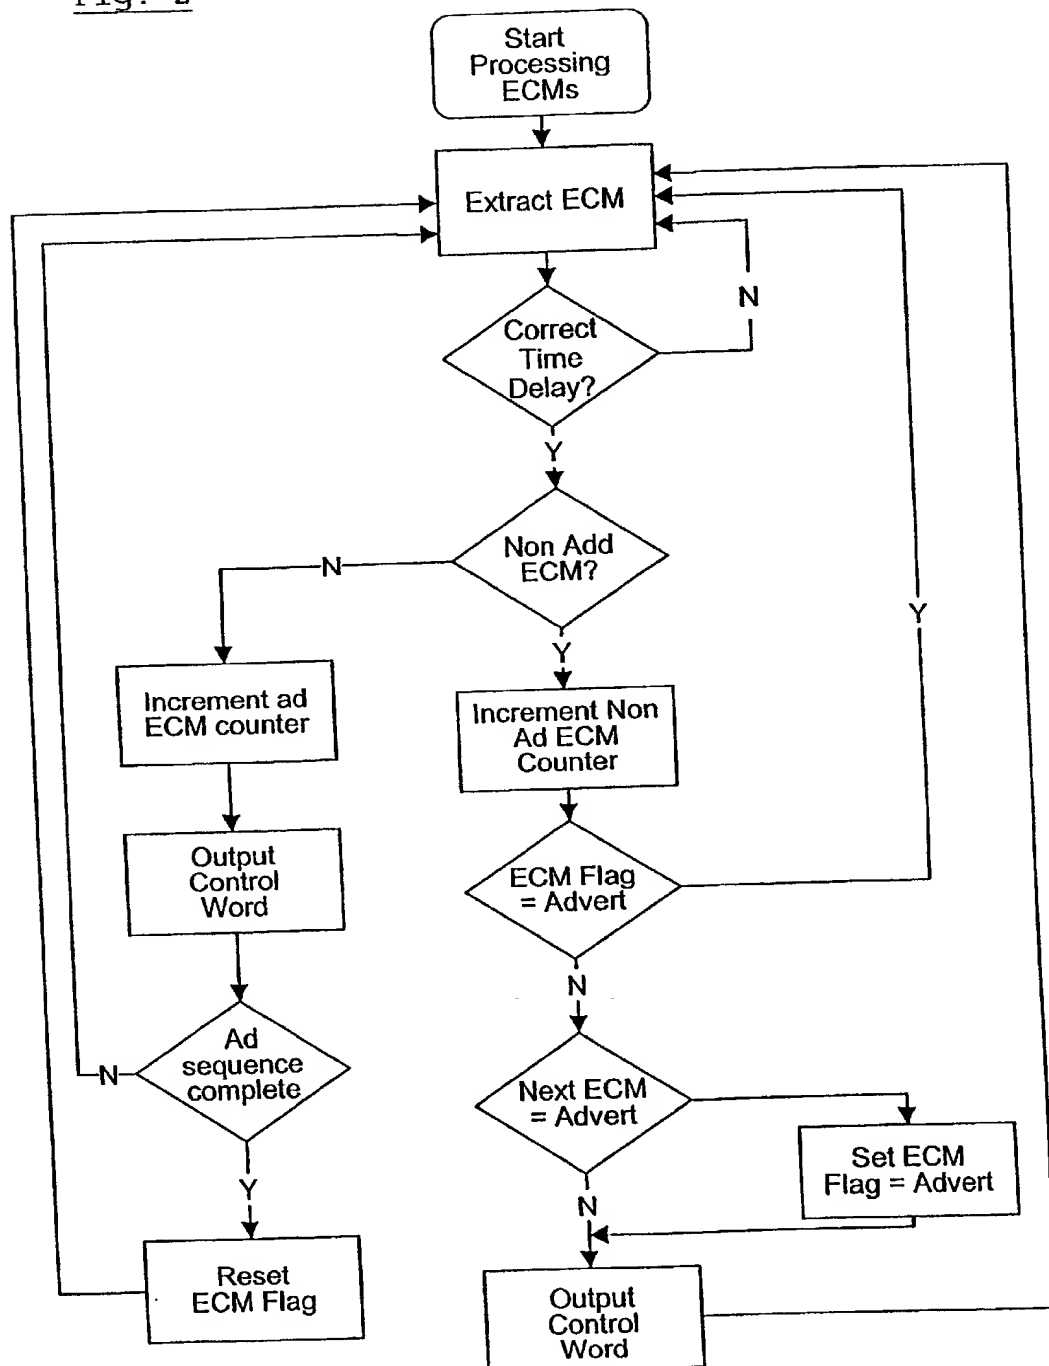 Start
Processing
ECMs
Extract ECM
N
Correct
Time
Delay?
Y
Non Add
ECM?
N
Y
Y
Increment ad
ECM counter
Increment Non
Ad ECM
Counter
Output
Control
Word
ECM Flag
= Advert
N
Ad
sequence
complete
N
Next ECM
= Advert
Set ECM
Flag = Advert
Y
N
Reset
ECM Flag
Output
Control
Word